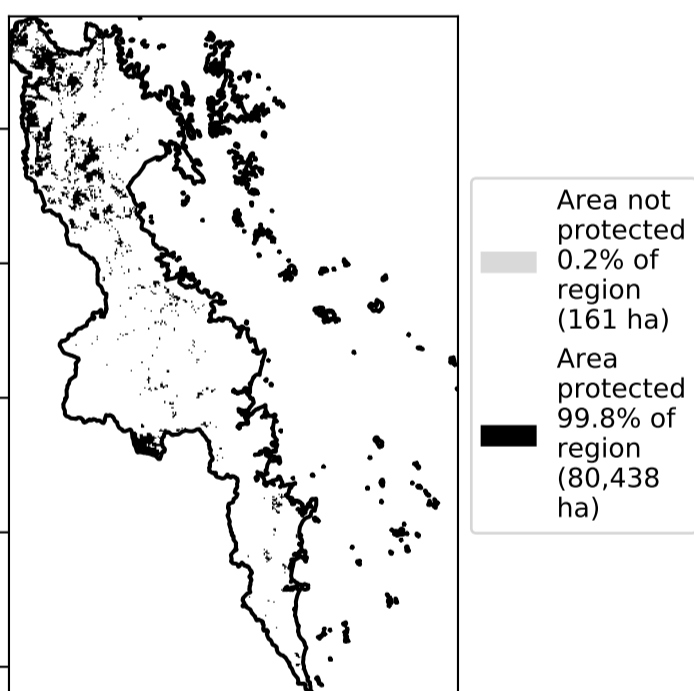 Area not
protected
0.2% of
region
(161 ha)
Area
protected
99.8% of
region
(80,438
ha)